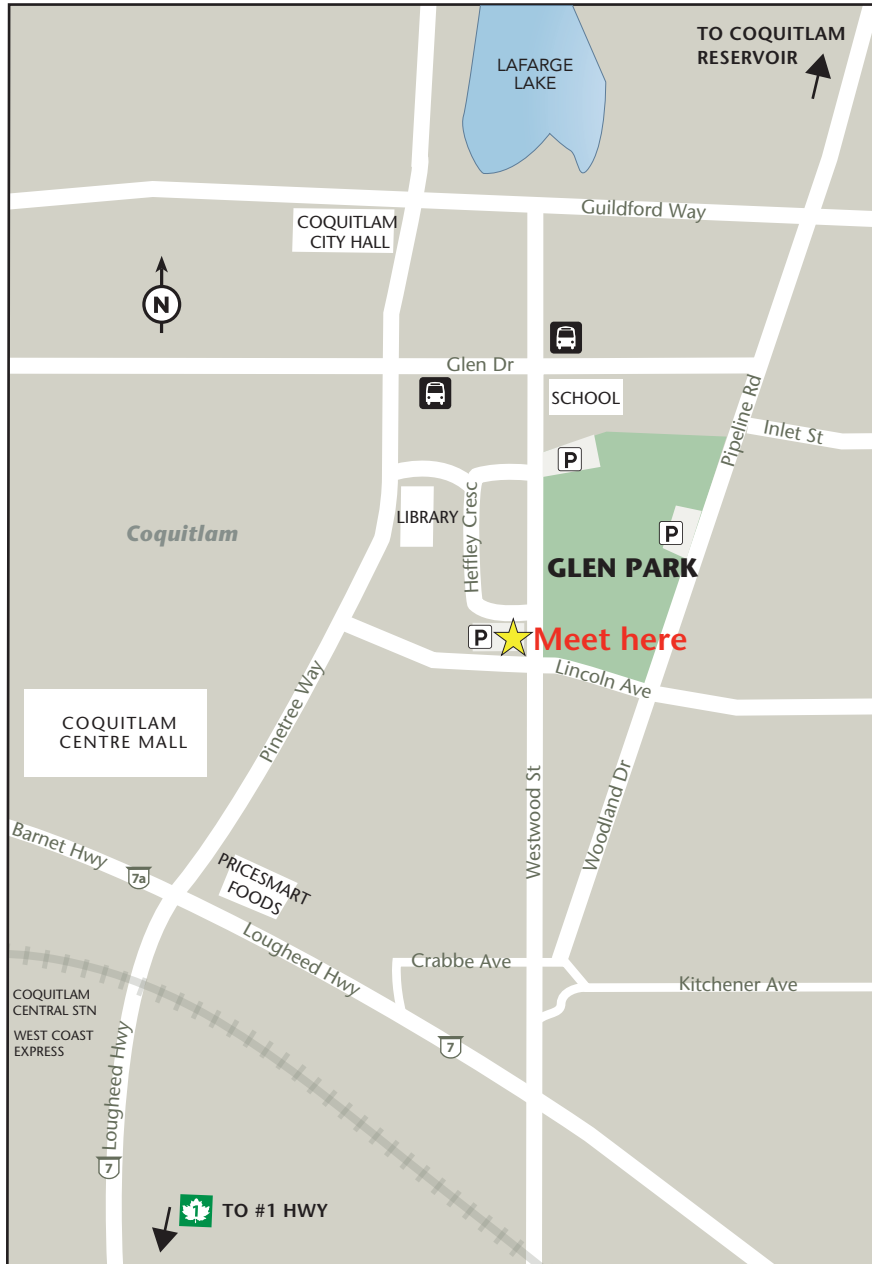 TO COQUITLAM
RESERVOIR
LAFARGE
LAKE
Guildford Way
COQUITLAM
CITY HALL
N
Glen Dr
SCHOOL
Pipeline Rd
Inlet St
P
LIBRARY
Heffley Cresc
Coquitlam
P
GLEN PARK
P
Meet here
Lincoln Ave
Pinetree Way
COQUITLAM
CENTRE MALL
Westwood St
Woodland Dr
Barnet Hwy
7a
PRICESMART
FOODS
Lougheed Hwy
Crabbe Ave
Kitchener Ave
COQUITLAM
CENTRAL STN
WEST COAST
EXPRESS
7
Lougheed Hwy
7
1
TO #1 HWY